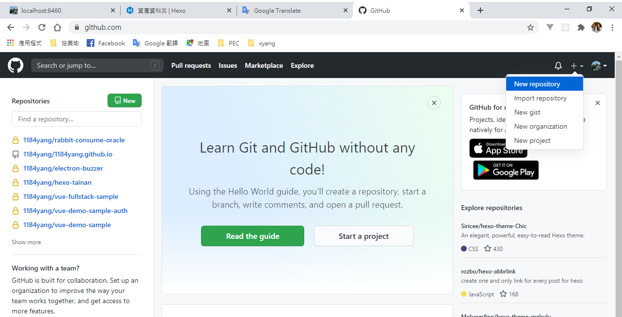 localhost:6460
資產資料夾 | Hexo
Google Translate
GitHub
github.com
應用程式
Facebook
Google 翻譯
地圖
PEC
xyang
Search or jump to...
/
Pull requests
Issues
Marketplace
Explore
New repository
Import repository
New gist
New organization
New project
Repositories
New
Find a repository...
1184yang/rabbit-consume-oracle
1184yang/1184yang.github.io
1184yang/electron-buzzer
1184yang/hexo-tainan
1184yang/vue-fullstack-sample
1184yang/vue-demo-sample-auth
1184yang/vue-demo-sample
Show more
Working with a team?
GitHub is built for collaboration. Set up an
organization to improve the way your
team works together, and get access to
more features.
Learn Git and GitHub without any
code!
Using the Hello World guide, you'll create a repository, start a
branch, write comments, and open a pull request.
Read the guide
Start a project
GitHub for
Projects, ide
natively for A
App Store
GET IT ON
Google Play
Explore repositories
Siricee/hexo-theme-Chic
An elegant, powerful, easy-to-read Hexo theme.
CSS
430
rozbo/hexo-abbrlink
create one and only link for every post for hexo
JavaScript
168